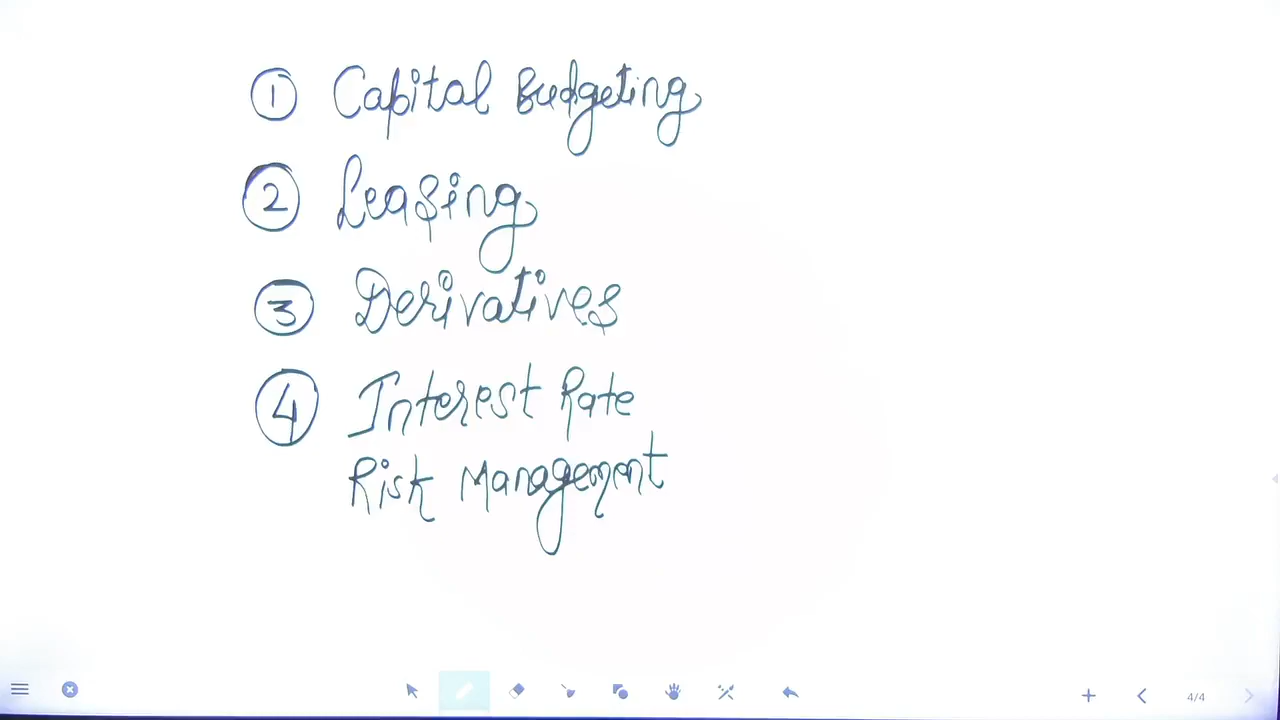 ① Capital Budgeting
② Leasing
③ Derivatives
④ Interest Rate
Risk Management
4/4